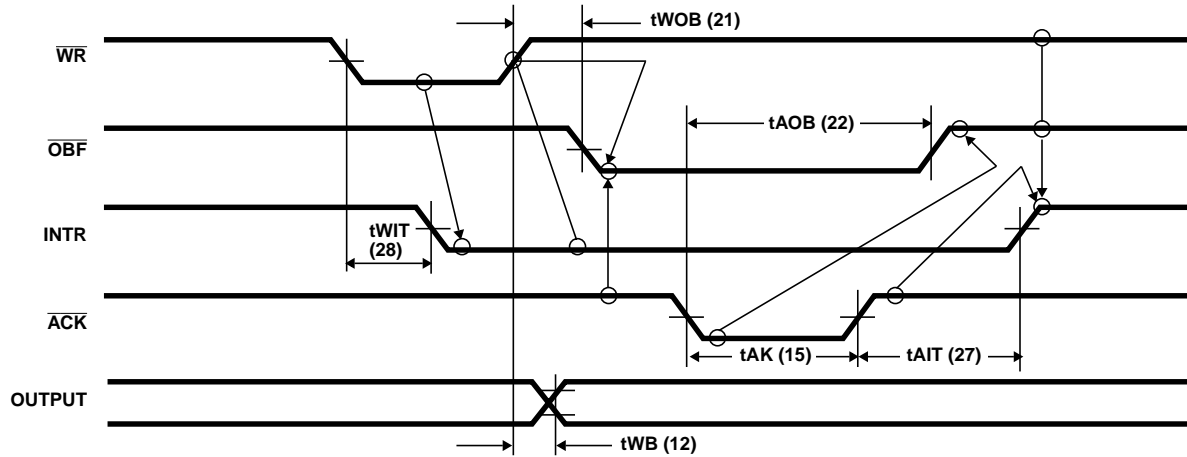 tWOB (21)
WR
tAOB (22)
OBF
INTR
tWIT
(28)
ACK
tAK (15)
tAIT (27)
OUTPUT
tWB (12)